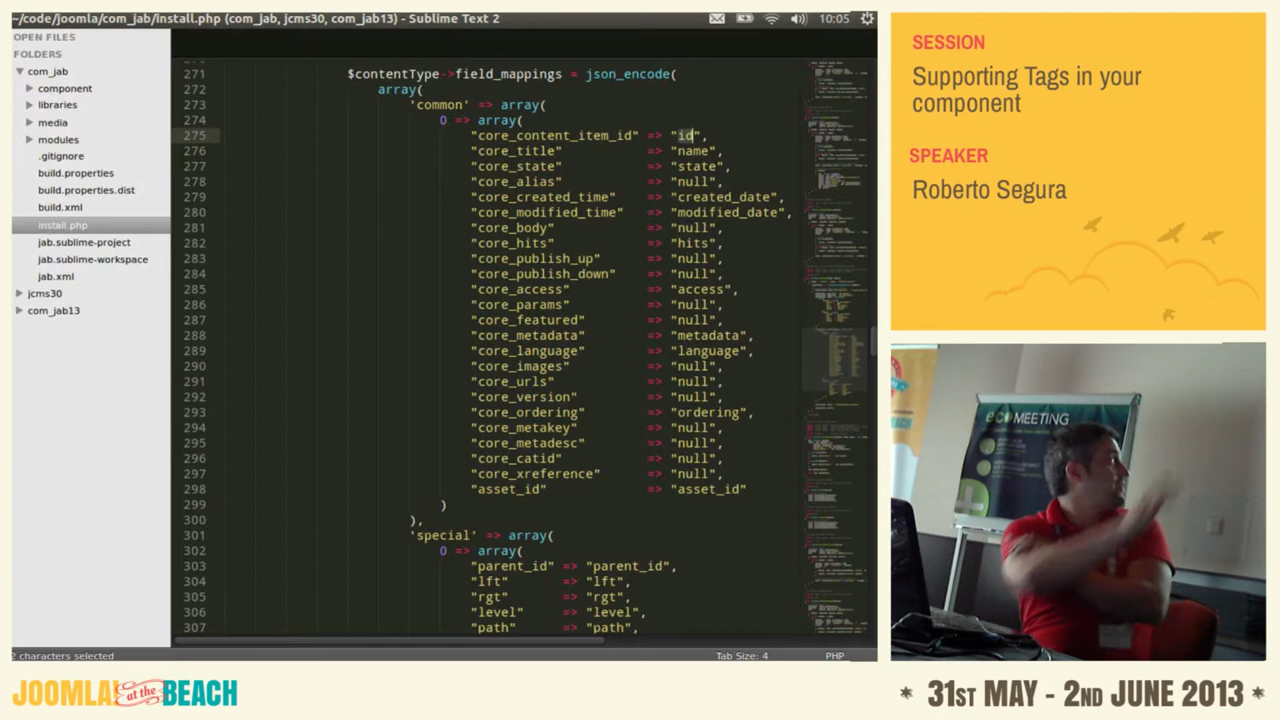 ~/code/joomla/com_jab/install.php (com_jab, jcms30, com_jab13) - Sublime Text 2
10:05
OPEN FILES
FOLDERS
com_jab
component
libraries
media
modules
.gitignore
build.properties
build.properties.dist
build.xml
install.php
jab.sublime-project
jab.sublime-workspace
jab.xml
jcms30
com_jab13
271 $contentType->field_mappings = json_encode(
272 array(
273 'common' => array(
274 0 => array(
275 "core_content_item_id" => "id",
276 "core_title" => "name",
277 "core_state" => "state",
278 "core_alias" => "null",
279 "core_created_time" => "created_date",
280 "core_modified_time" => "modified_date",
281 "core_body" => "null",
282 "core_hits" => "hits",
283 "core_publish_up" => "null",
284 "core_publish_down" => "null",
285 "core_access" => "access",
286 "core_params" => "null",
287 "core_featured" => "null",
288 "core_metadata" => "metadata",
289 "core_language" => "language",
290 "core_images" => "null",
291 "core_urls" => "null",
292 "core_version" => "null",
293 "core_ordering" => "ordering",
294 "core_metakey" => "null",
295 "core_metadesc" => "null",
296 "core_catid" => "null",
297 "core_xreference" => "null",
298 "asset_id" => "asset_id"
299 )
300 ),
301 'special' => array(
302 0 => array(
303 "parent_id" => "parent_id",
304 "lft" => "lft",
305 "rgt" => "rgt",
306 "level" => "level",
307 "path" => "path",
2 characters selected
Tab Size: 4
PHP
SESSION
Supporting Tags in your
component
SPEAKER
Roberto Segura
ecoMEETING
JOOMLA! at the BEACH
* 31ST MAY - 2ND JUNE 2013 *